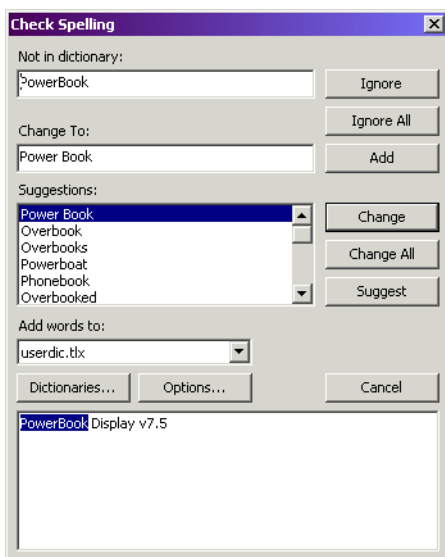 Check Spelling
Not in dictionary:
PowerBook
Ignore
Ignore All
Change To:
Power Book
Add
Suggestions:
Power Book
Overbook
Overbooks
Powerboat
Phonebook
Overbooked
Change
Change All
Suggest
Add words to:
userdic.tlx
Dictionaries...
Options...
Cancel
PowerBook Display v7.5